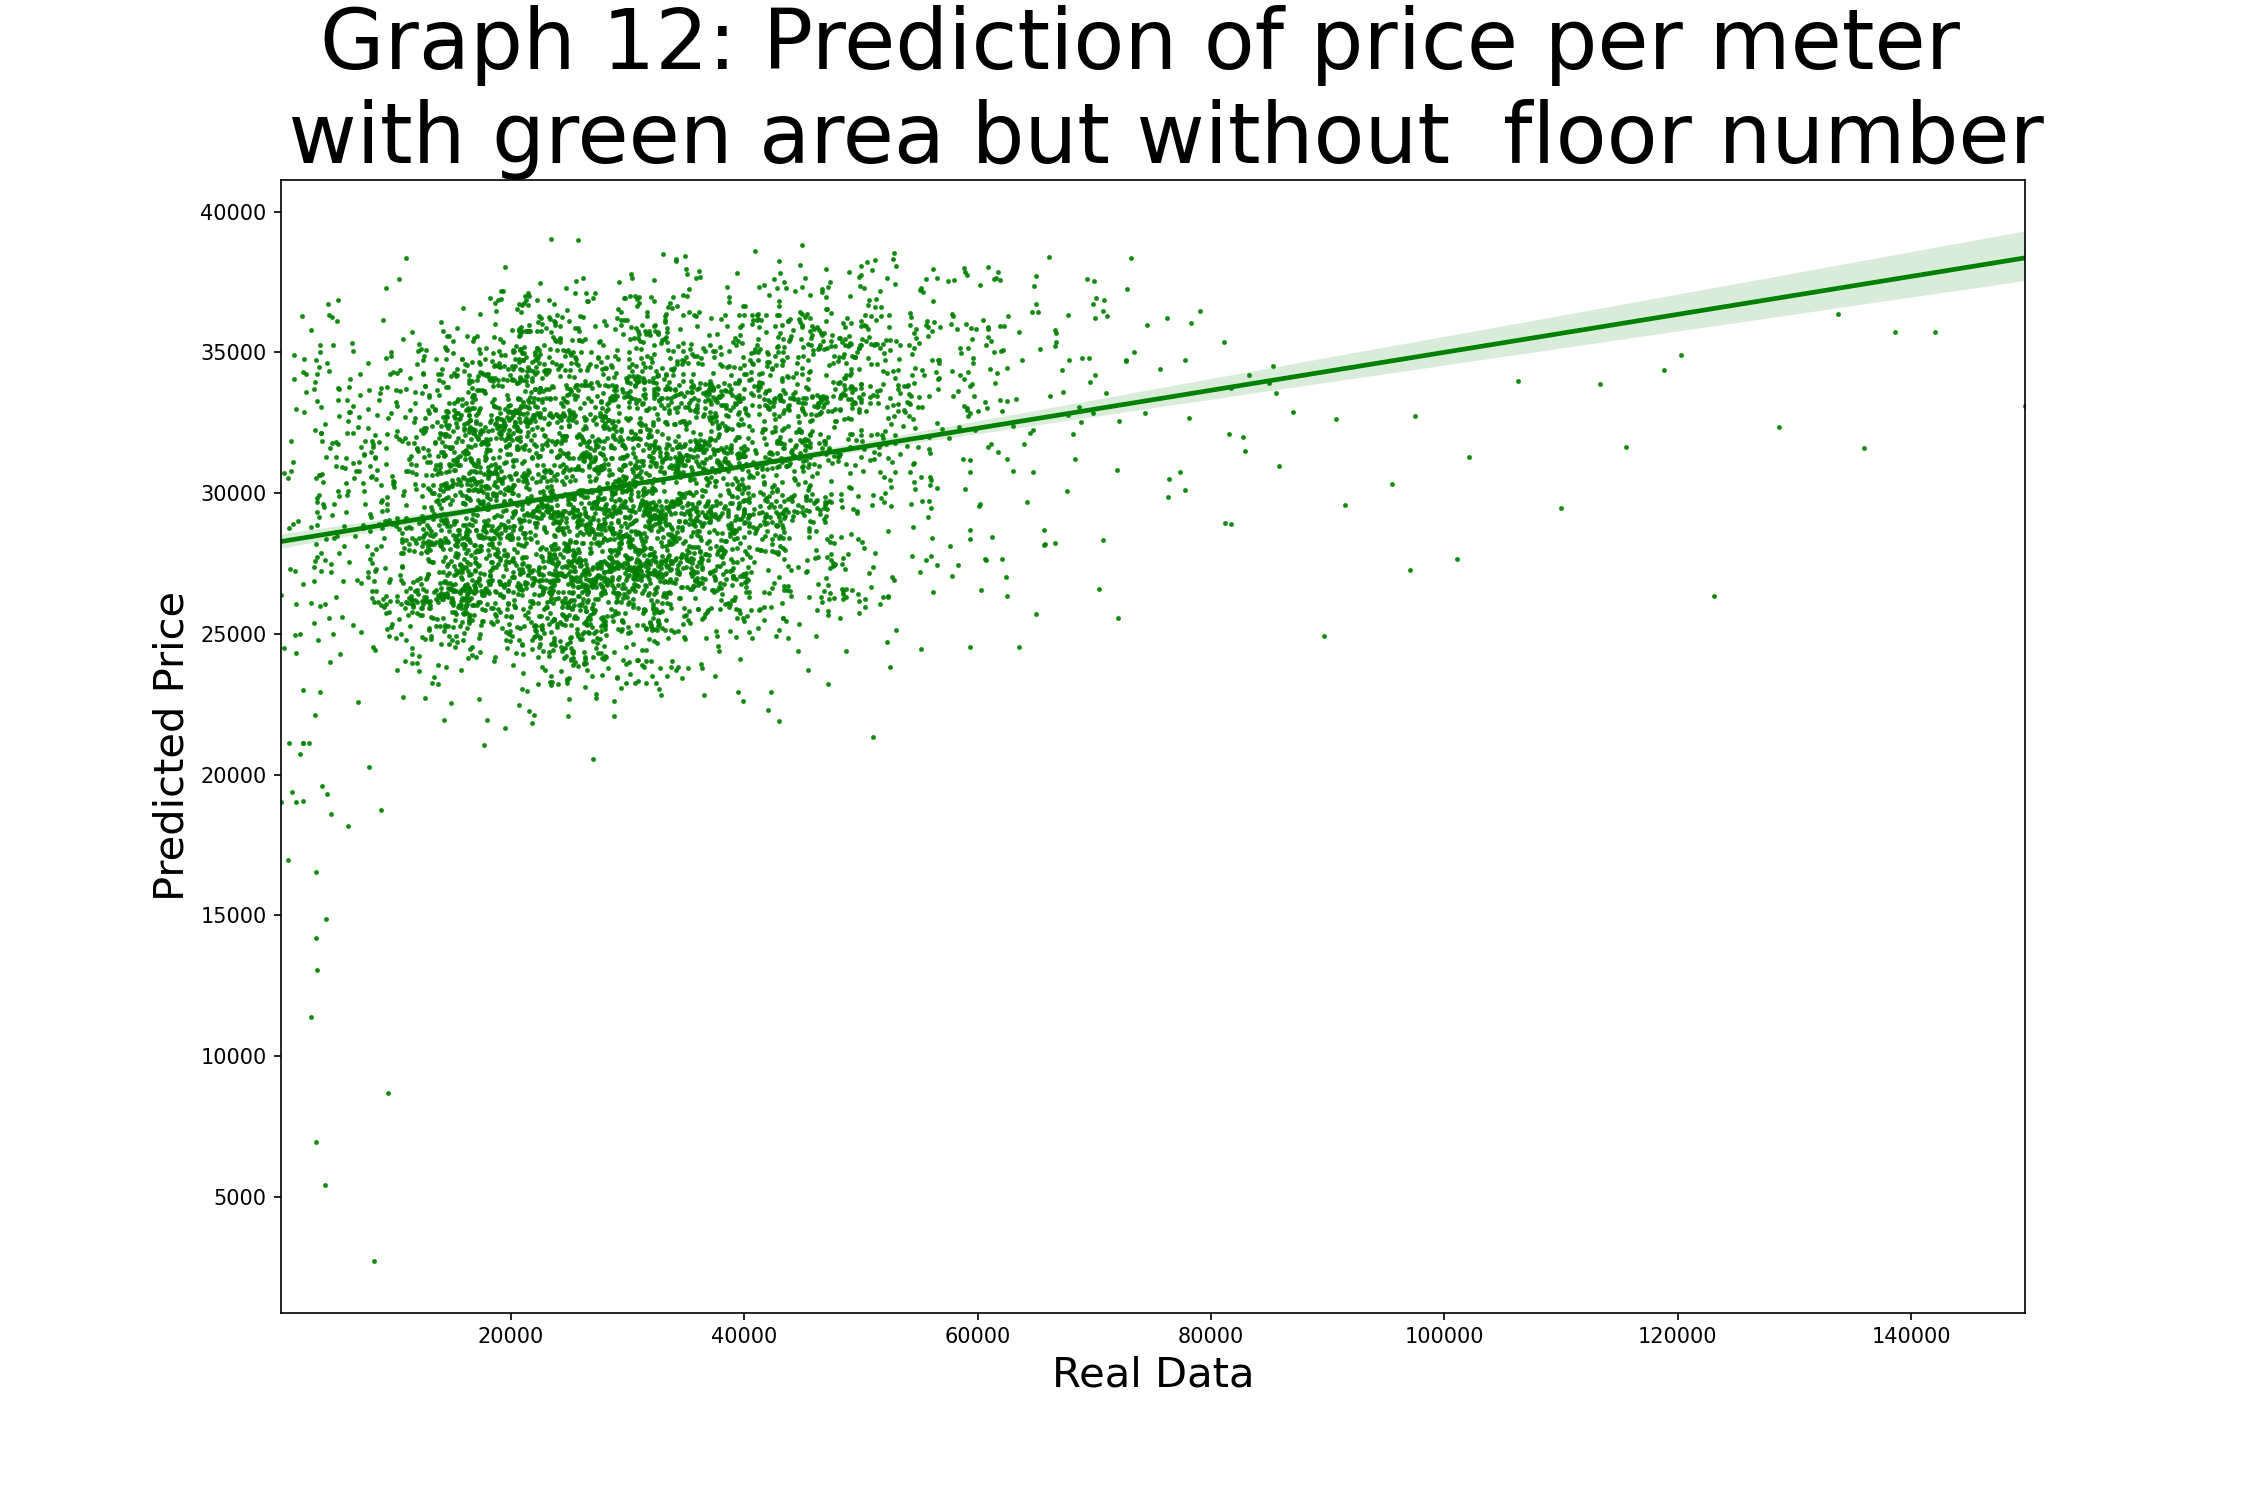 Graph 12: Prediction of price per meter
with green area but without  floor number
40000
35000
30000
25000
20000
15000
10000
5000
Predicted Price
20000 40000 60000 80000 100000 120000 140000
Real Data